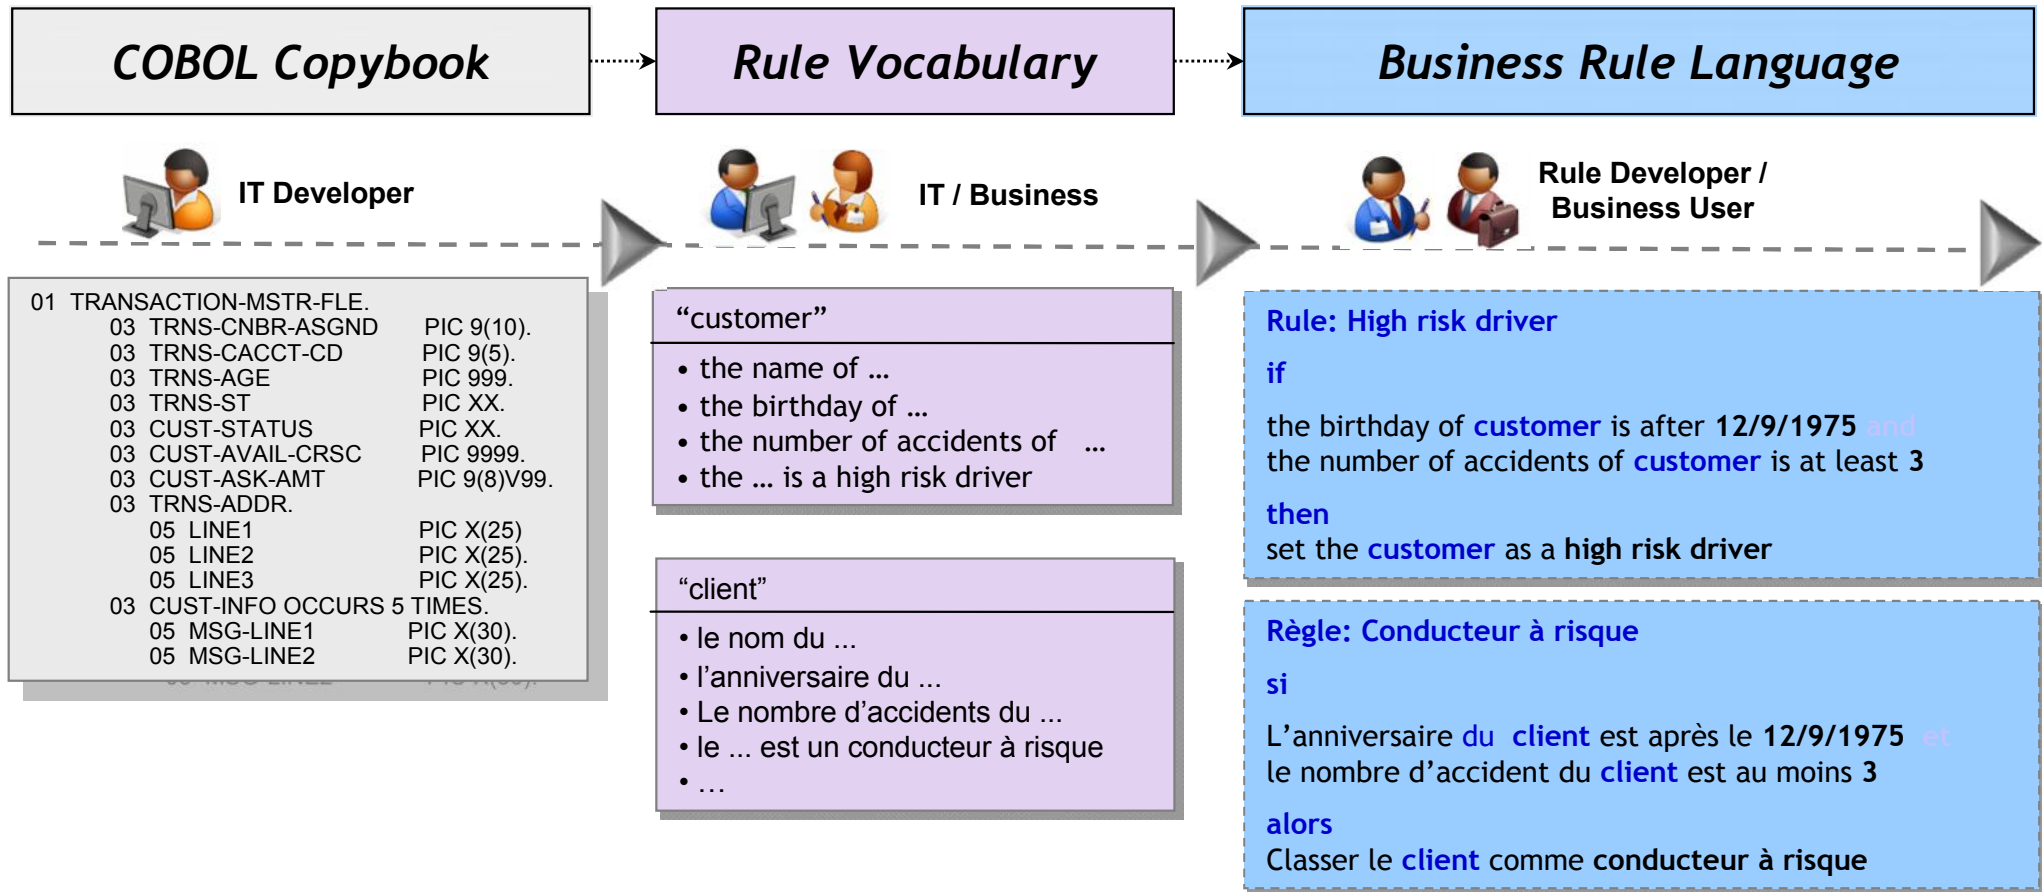 COBOL Copybook
Rule Vocabulary
Business Rule Language
IT Developer
IT / Business
Rule Developer /
Business User
01 TRANSACTION-MSTR-FLE.
03 TRNS-CNBR-ASGND PIC 9(10).
03 TRNS-CACCT-CD PIC 9(5).
03 TRNS-AGE PIC 999.
03 TRNS-ST PIC XX.
03 CUST-STATUS PIC XX.
03 CUST-AVAIL-CRSC PIC 9999.
03 CUST-ASK-AMT PIC 9(8)V99.
03 TRNS-ADDR.
05 LINE1 PIC X(25)
05 LINE2 PIC X(25).
05 LINE3 PIC X(25).
03 CUST-INFO OCCURS 5 TIMES.
05 MSG-LINE1 PIC X(30).
05 MSG-LINE2 PIC X(30).
“customer”
• the name of …
• the birthday of …
• the number of accidents of …
• the … is a high risk driver
“client”
• le nom du ...
• l’anniversaire du ...
• Le nombre d’accidents du ...
• le ... est un conducteur à risque
• …
Rule: High risk driver
if
the birthday of customer is after 12/9/1975 and
the number of accidents of customer is at least 3
then
set the customer as a high risk driver
Règle: Conducteur à risque
si
L’anniversaire du client est après le 12/9/1975 et
le nombre d’accident du client est au moins 3
alors
Classer le client comme conducteur à risque